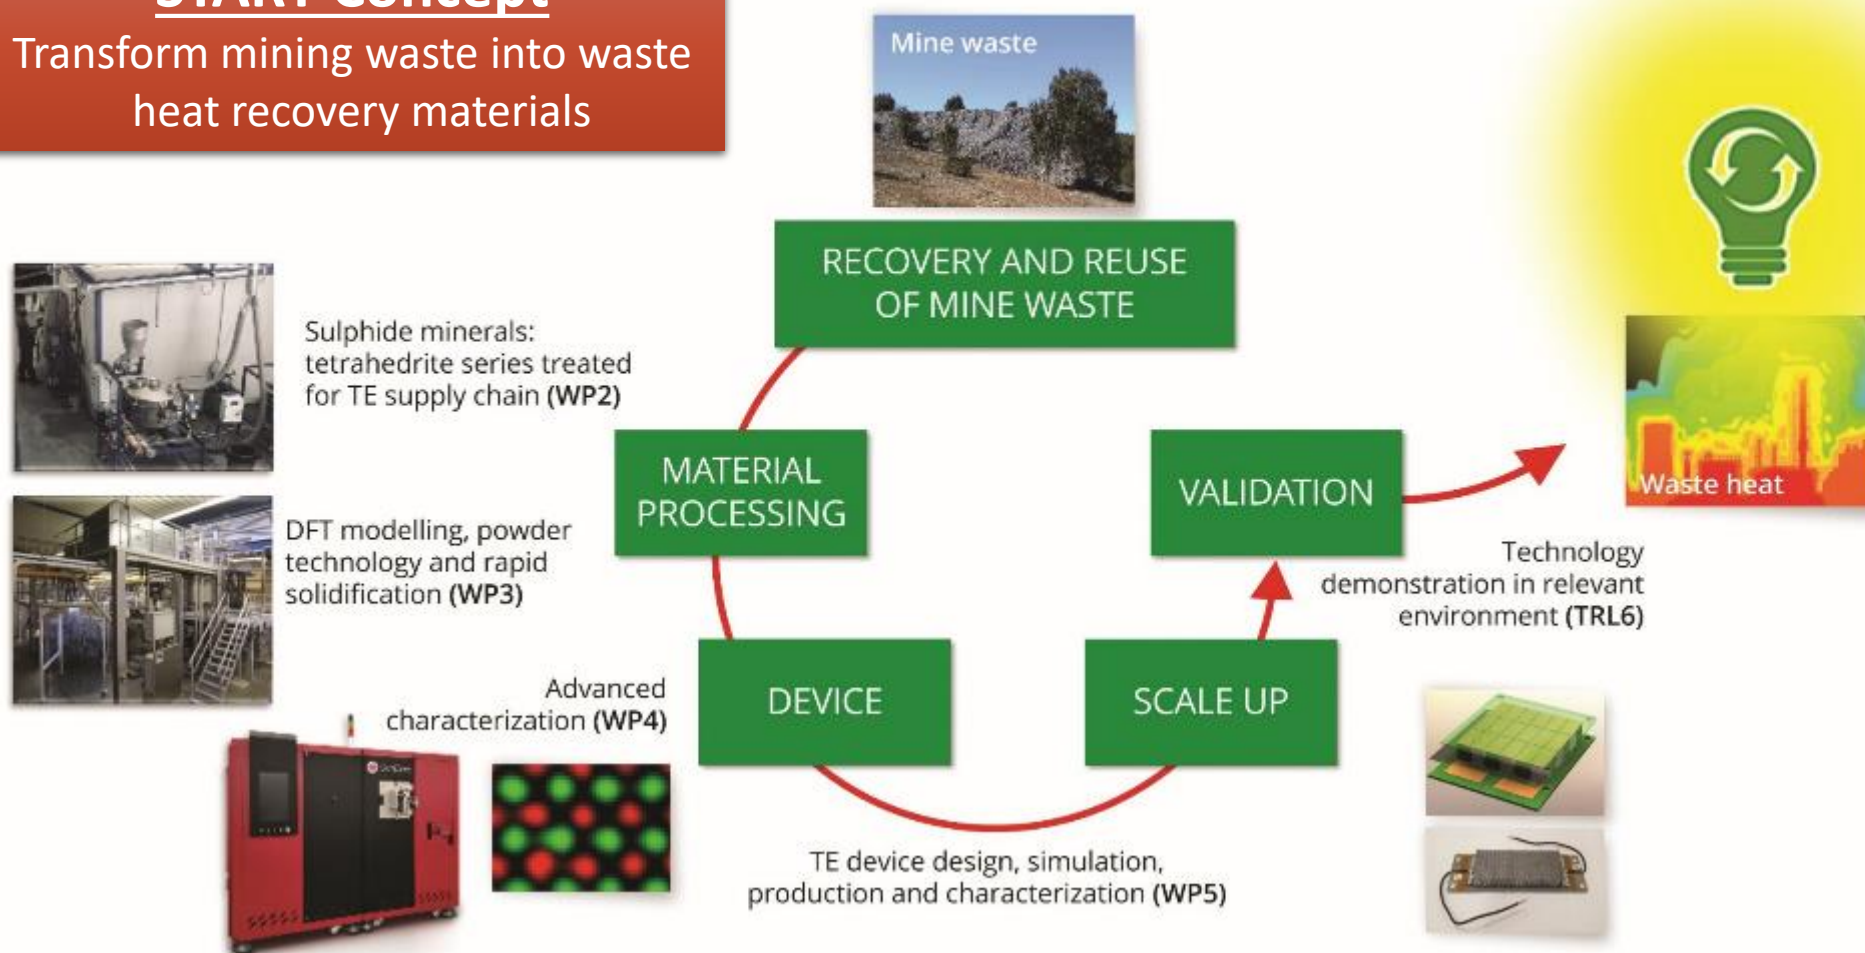 START Concept
Transform mining waste into waste
heat recovery materials
Mine waste
RECOVERY AND REUSE
OF MINE WASTE
Sulphide minerals:
tetrahedrite series treated
for TE supply chain (WP2)
MATERIAL
PROCESSING
VALIDATION
Waste heat
DFT modelling, powder
technology and rapid
solidification (WP3)
Technology
demonstration in relevant
environment (TRL6)
Advanced
characterization (WP4)
DEVICE
SCALE UP
TE device design, simulation,
production and characterization (WP5)